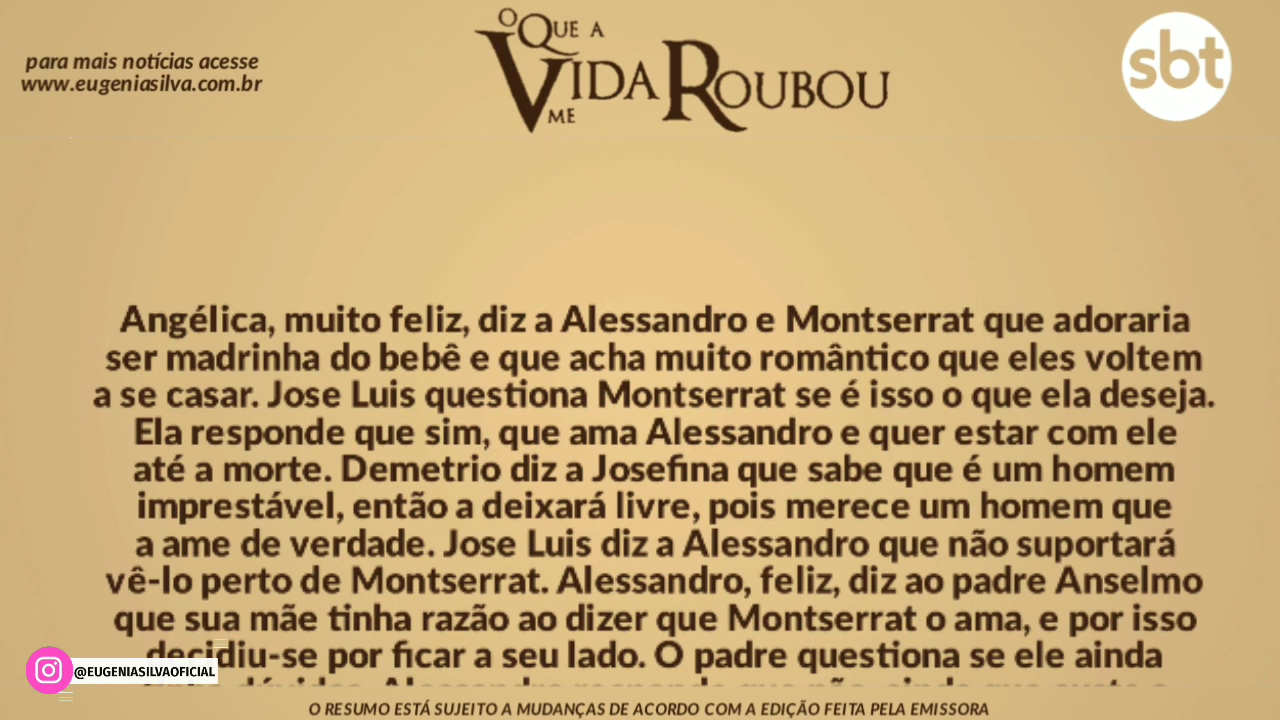 para mais notícias acesse
www.eugeniasilva.com.br
O QUE A
VIDA ROUBOU
ME
sbt
Angélica, muito feliz, diz a Alessandro e Montserrat que adoraria
ser madrinha do bebê e que acha muito romântico que eles voltem
a se casar. Jose Luis questiona Montserrat se é isso o que ela deseja.
Ela responde que sim, que ama Alessandro e quer estar com ele
até a morte. Demetrio diz a Josefina que sabe que é um homem
imprestável, então a deixará livre, pois merece um homem que
a ame de verdade. Jose Luis diz a Alessandro que não suportará
vê-lo perto de Montserrat. Alessandro, feliz, diz ao padre Anselmo
que sua mãe tinha razão ao dizer que Montserrat o ama, e por isso
decidiu-se por ficar a seu lado. O padre questiona se ele ainda
@EUGENIASILVAOFICIAL
O RESUMO ESTÁ SUJEITO A MUDANÇAS DE ACORDO COM A EDIÇÃO FEITA PELA EMISSORA